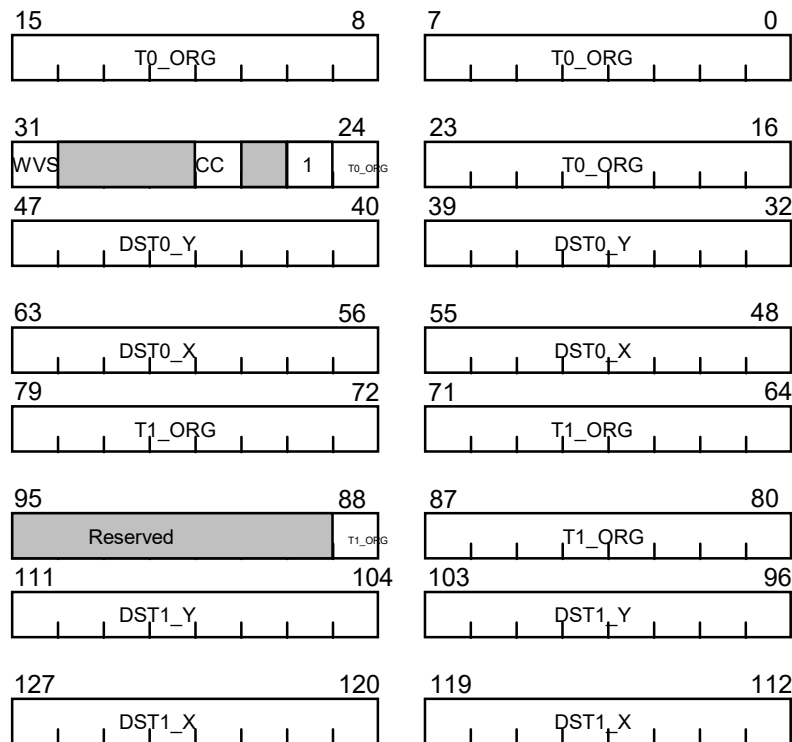 15 8 7 0
T0_ORG T0_ORG
31 24 23 16
WVS CC 1 T0_ORG T0_ORG
47 40 39 32
DST0_Y DST0_Y
63 56 55 48
DST0_X DST0_X
79 72 71 64
T1_ORG T1_ORG
95 88 87 80
Reserved T1_ORG T1_ORG
111 104 103 96
DST1_Y DST1_Y
127 120 119 112
DST1_X DST1_X